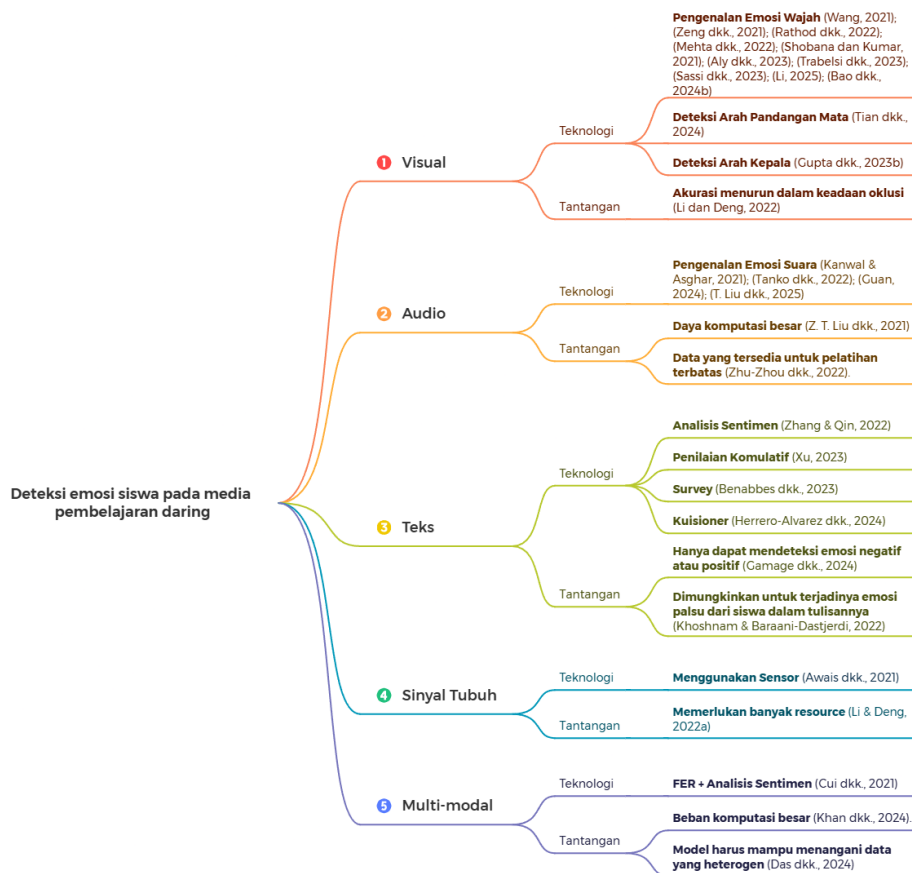 Deteksi emosi siswa pada media
pembelajaran daring
1 Visual
Teknologi
Pengenalan Emosi Wajah (Wang, 2021);
(Zeng dkk., 2021); (Rathod dkk., 2022);
(Mehta dkk., 2022); (Shobana dan Kumar,
2021); (Aly dkk., 2023); (Trabelsi dkk., 2023);
(Sassi dkk., 2023); (Li, 2025); (Bao dkk.,
2024b)
Deteksi Arah Pandangan Mata (Tian dkk.,
2024)
Deteksi Arah Kepala (Gupta dkk., 2023b)
Tantangan
Akurasi menurun dalam keadaan oklusi
(Li dan Deng, 2022)
2 Audio
Teknologi
Pengenalan Emosi Suara (Kanwal &
Asghar, 2021); (Tanko dkk., 2022); (Guan,
2024); (T. Liu dkk., 2025)
Tantangan
Daya komputasi besar (Z. T. Liu dkk., 2021)
Data yang tersedia untuk pelatihan
terbatas (Zhu-Zhou dkk., 2022).
3 Teks
Teknologi
Analisis Sentimen (Zhang & Qin, 2022)
Penilaian Komulatif (Xu, 2023)
Survey (Benabbes dkk., 2023)
Kuisioner (Herrero-Alvarez dkk., 2024)
Tantangan
Hanya dapat mendeteksi emosi negatif
atau positif (Gamage dkk., 2024)
Dimungkinkan untuk terjadinya emosi
palsu dari siswa dalam tulisannya
(Khoshnam & Baraani-Dastjerdi, 2022)
4 Sinyal Tubuh
Teknologi
Menggunakan Sensor (Awais dkk., 2021)
Tantangan
Memerlukan banyak resource (Li & Deng,
2022a)
5 Multi-modal
Teknologi
FER + Analisis Sentimen (Cui dkk., 2021)
Tantangan
Beban komputasi besar (Khan dkk., 2024).
Model harus mampu menangani data
yang heterogen (Das dkk., 2024)